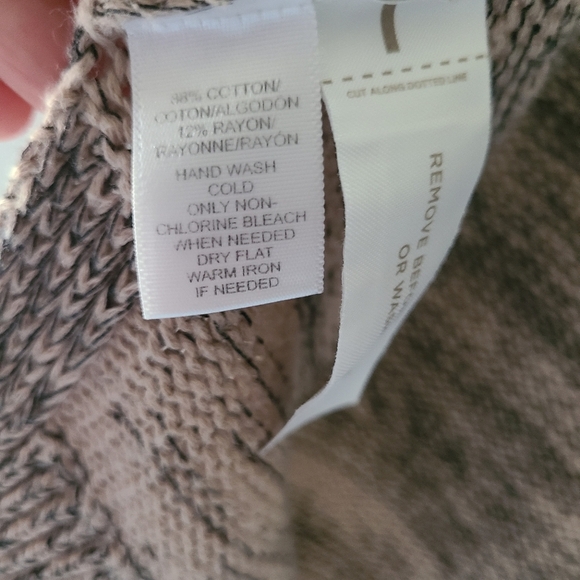 88% COTTON/
COTON/ALGODON
12% RAYON/
RAYONNE/RAYÓN
HAND WASH
COLD
ONLY NON-
CHLORINE BLEACH
WHEN NEEDED
DRY FLAT
WARM IRON
IF NEEDED
CUT ALONG DOTTED LINE
REMOVE
OR